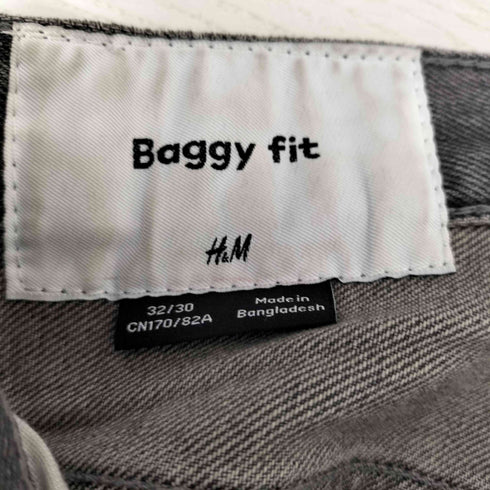 Baggy fit
H&M
32/30
CN170/82A
Made in
Bangladesh